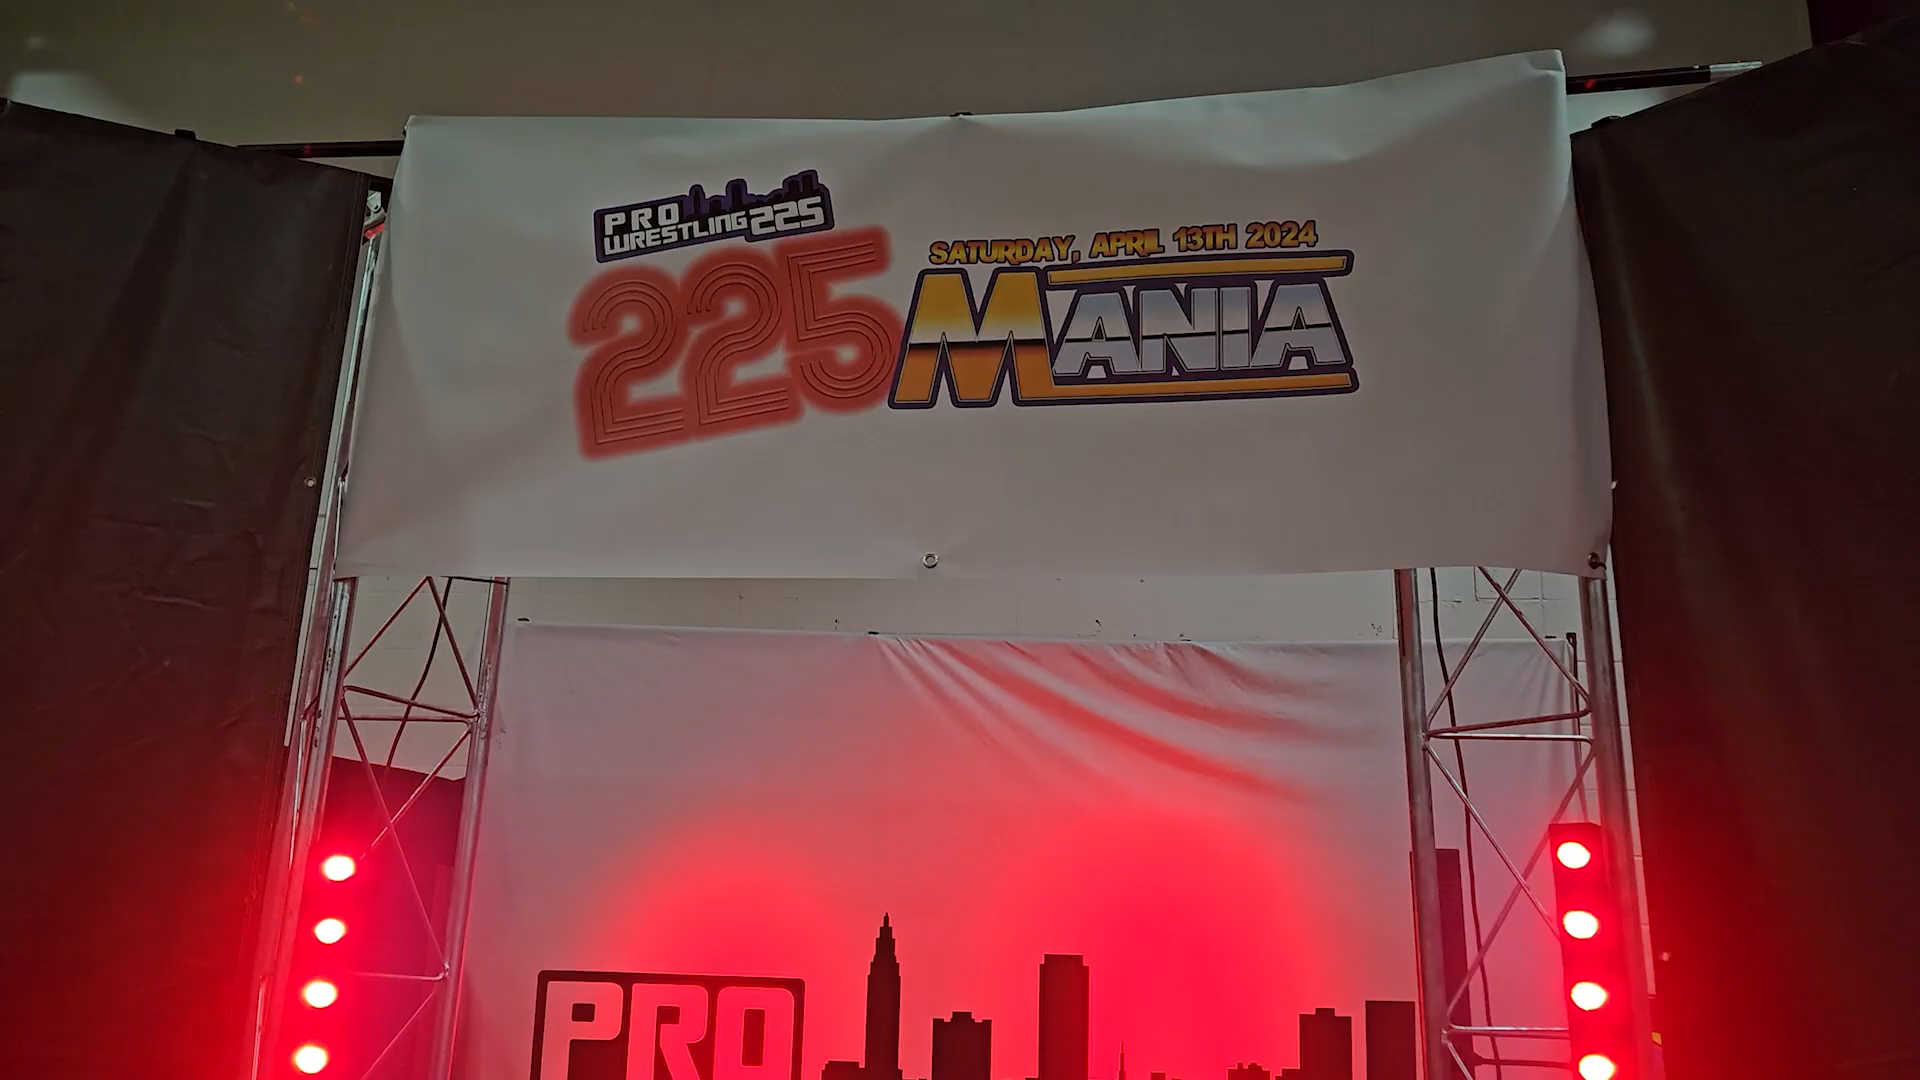 PRO
WRESTLING 225
225
SATURDAY, APRIL 13TH 2024
MANIA
PRO